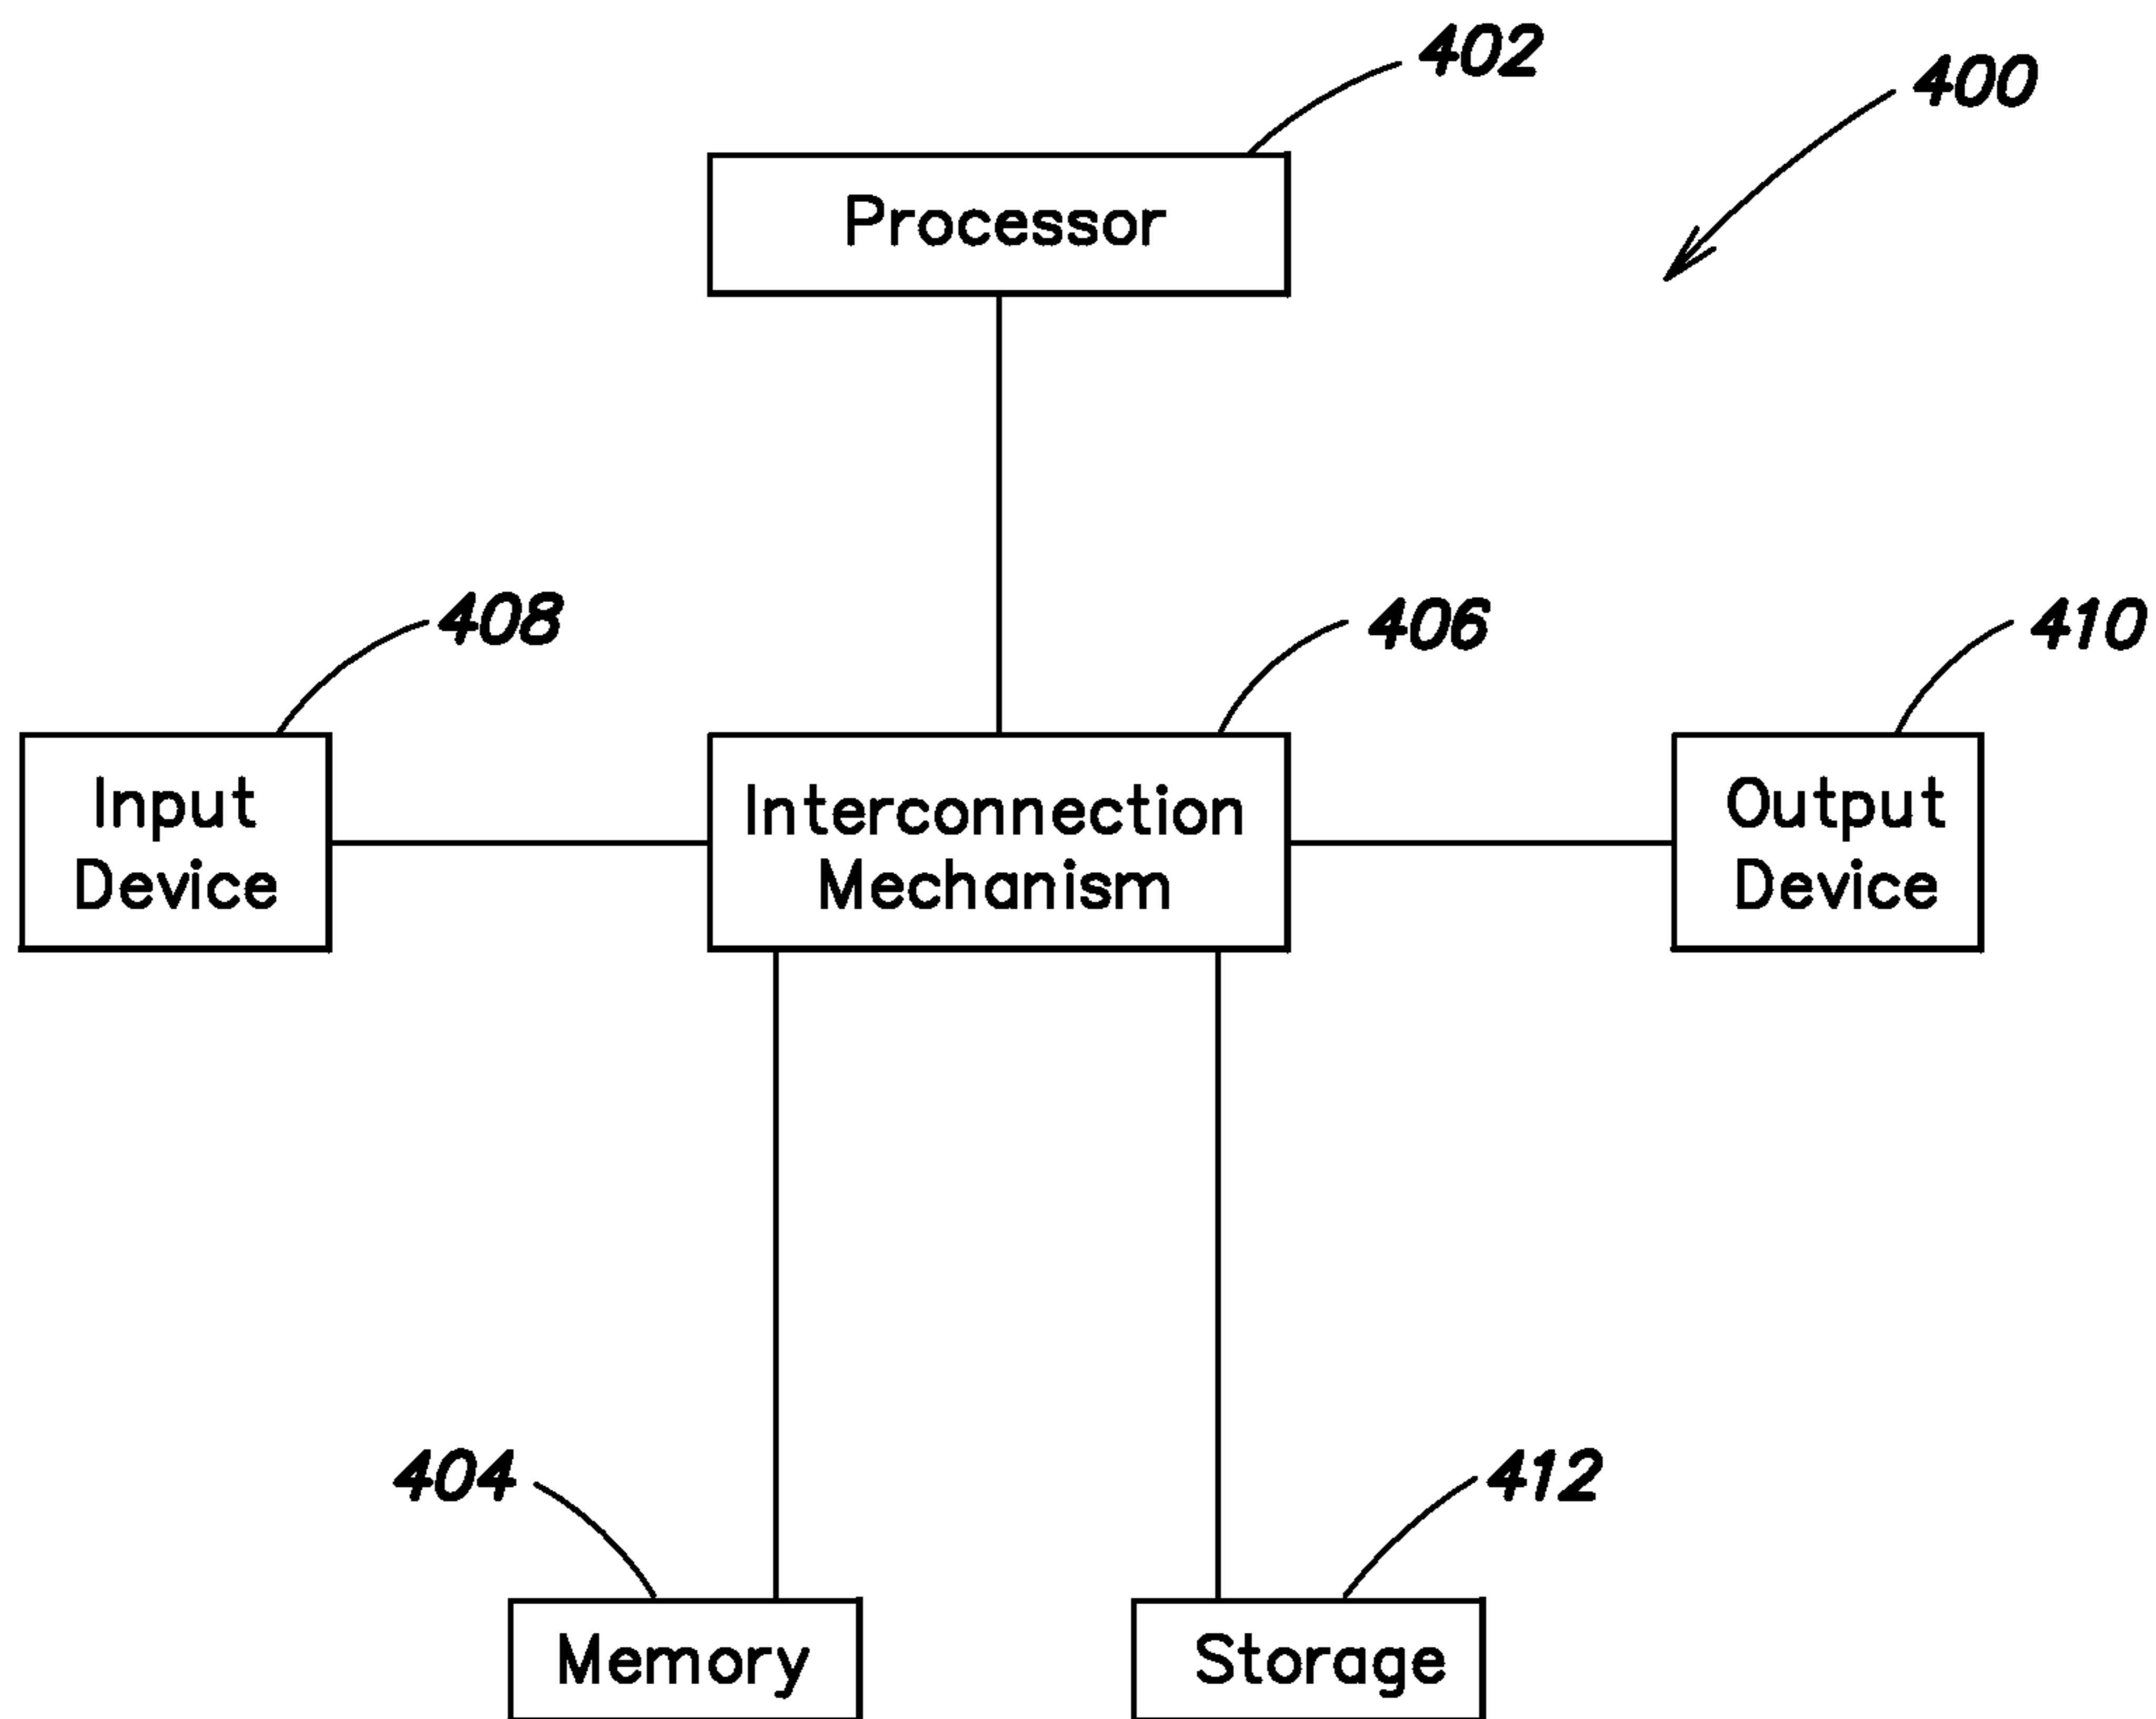 402
400
Processor
408
406
410
Input
Device
Interconnection
Mechanism
Output
Device
404
412
Memory
Storage